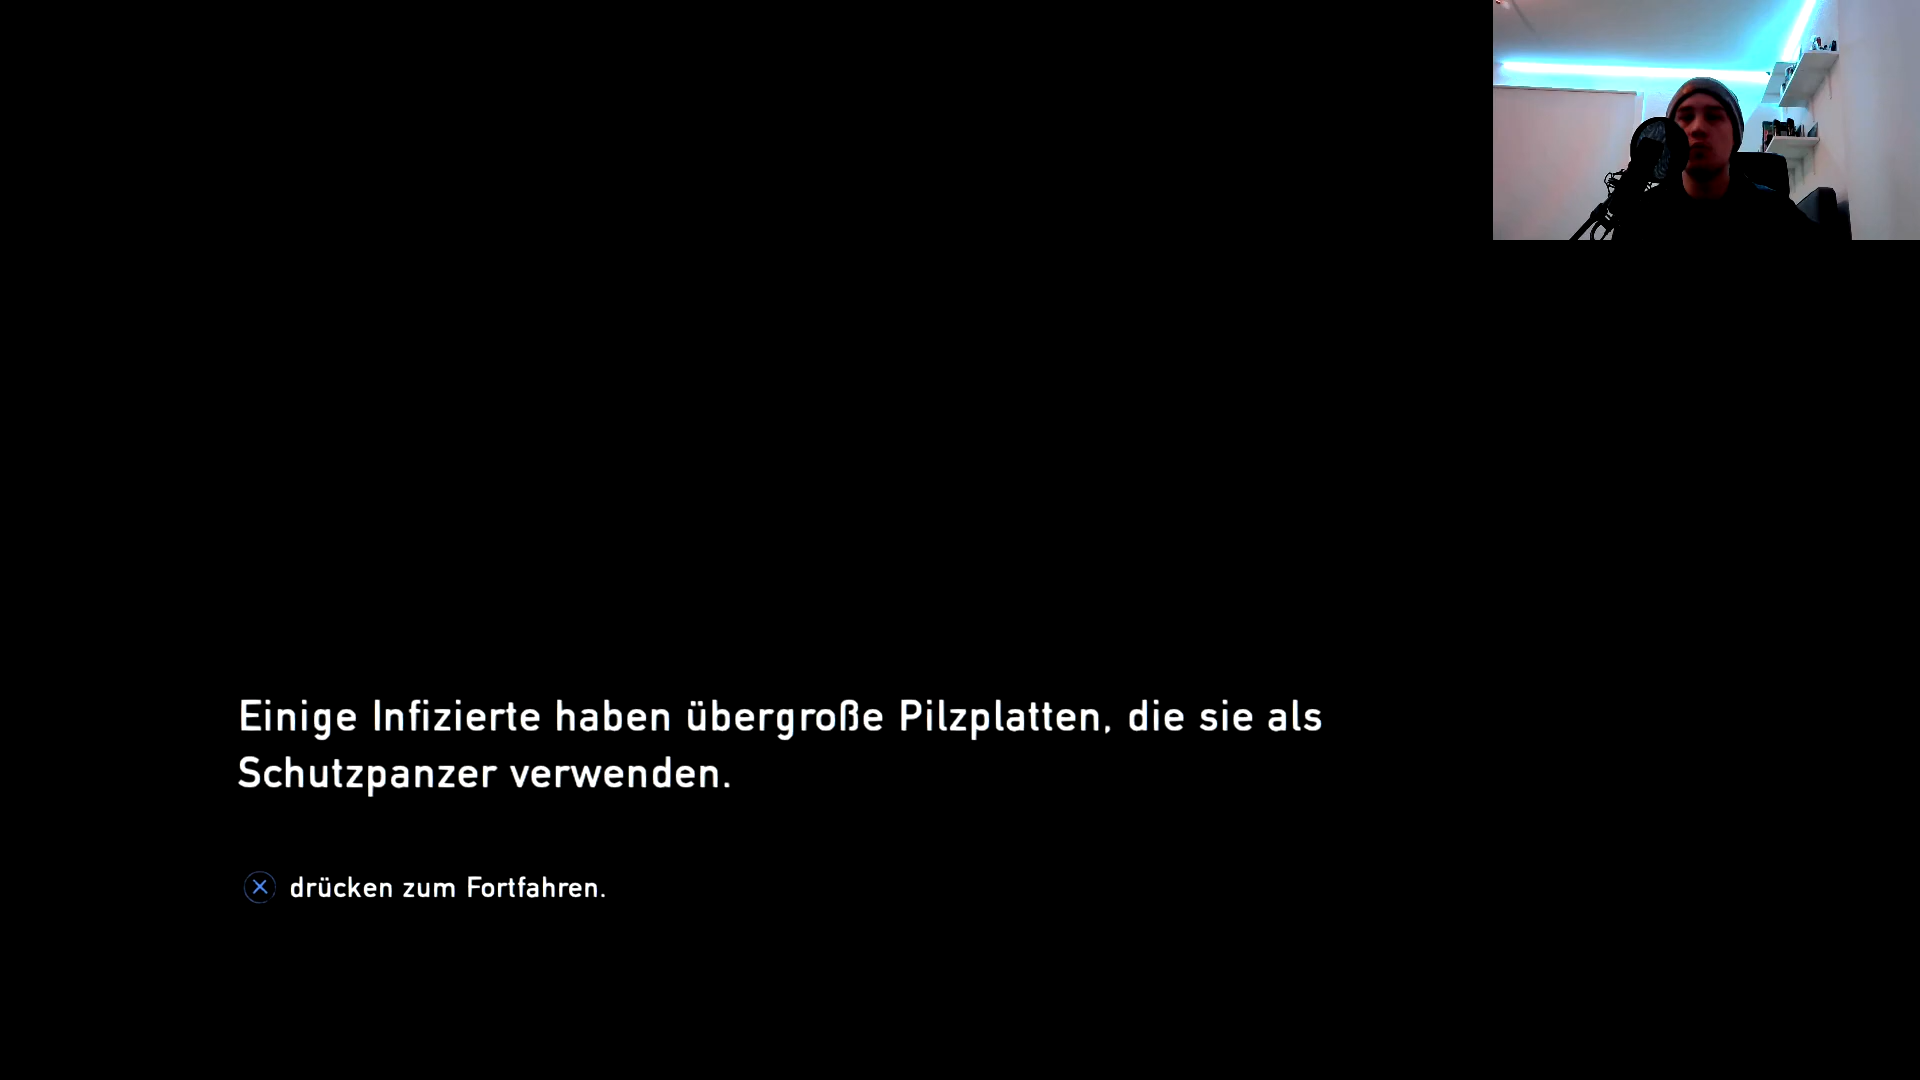 Einige Infizierte haben übergroße Pilzplatten, die sie als
Schutzpanzer verwenden.
drücken zum Fortfahren.